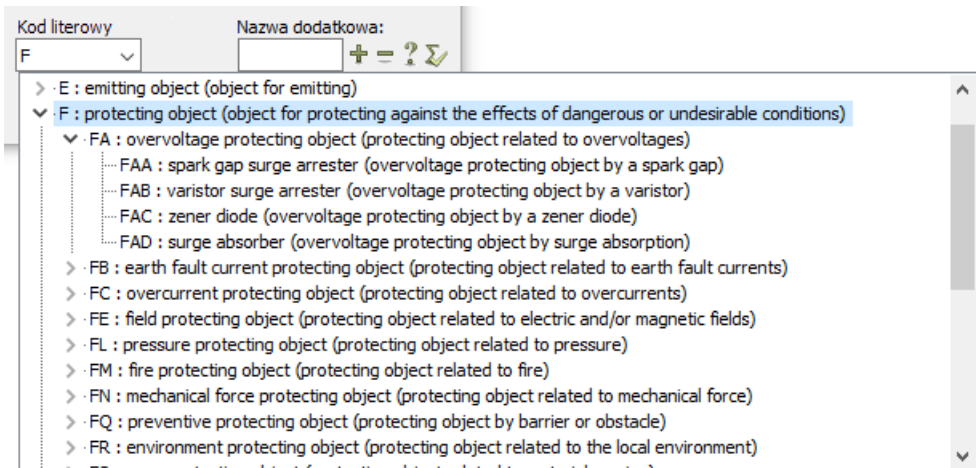 Kod literowy Nazwa dodatkowa:
F
E : emitting object (object for emitting)
F : protecting object (object for protecting against the effects of dangerous or undesirable conditions)
FA : overvoltage protecting object (protecting object related to overvoltages)
FAA : spark gap surge arrester (overvoltage protecting object by a spark gap)
FAB : varistor surge arrester (overvoltage protecting object by a varistor)
FAC : zener diode (overvoltage protecting object by a zener diode)
FAD : surge absorber (overvoltage protecting object by surge absorption)
FB : earth fault current protecting object (protecting object related to earth fault currents)
FC : overcurrent protecting object (protecting object related to overcurrents)
FE : field protecting object (protecting object related to electric and/or magnetic fields)
FL : pressure protecting object (protecting object related to pressure)
FM : fire protecting object (protecting object related to fire)
FN : mechanical force protecting object (protecting object related to mechanical force)
FQ : preventive protecting object (protecting object by barrier or obstacle)
FR : environment protecting object (protecting object related to the local environment)